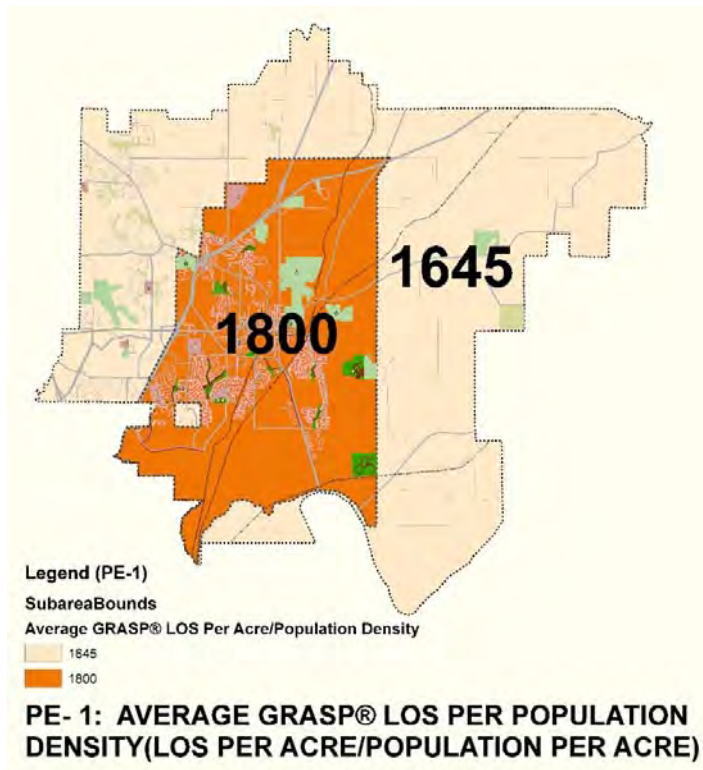 1645
1800
Legend (PE-1)
SubareaBounds
Average GRASP® LOS Per Acre/Population Density
1645
1800
PE- 1: AVERAGE GRASP® LOS PER POPULATION
DENSITY(LOS PER ACRE/POPULATION PER ACRE)